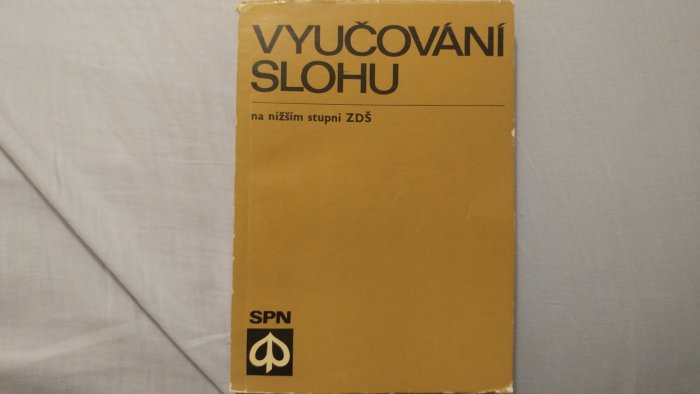 VYUČOVÁNÍ
SLOHU
na nižším stupni ZDŠ
SPN